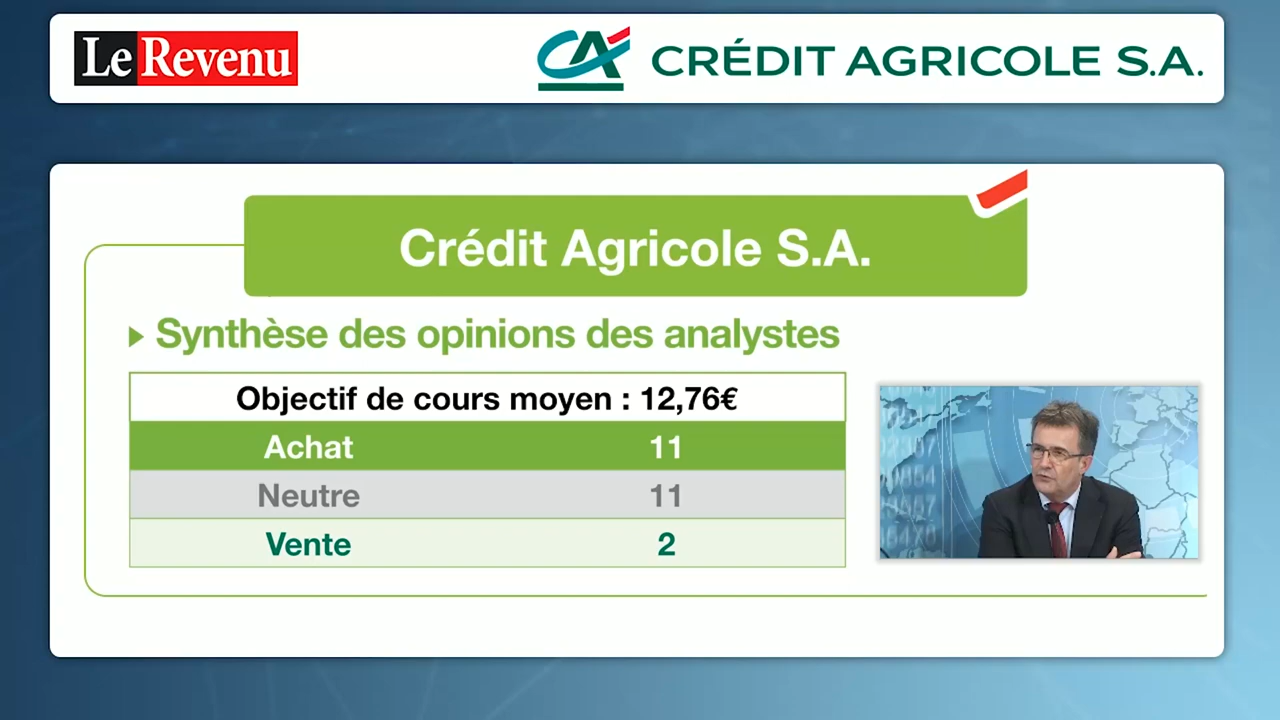 Le Revenu
CRÉDIT AGRICOLE S.A.
Crédit Agricole S.A.
Synthèse des opinions des analystes
Objectif de cours moyen : 12,76€
Achat 11
Neutre 11
Vente 2